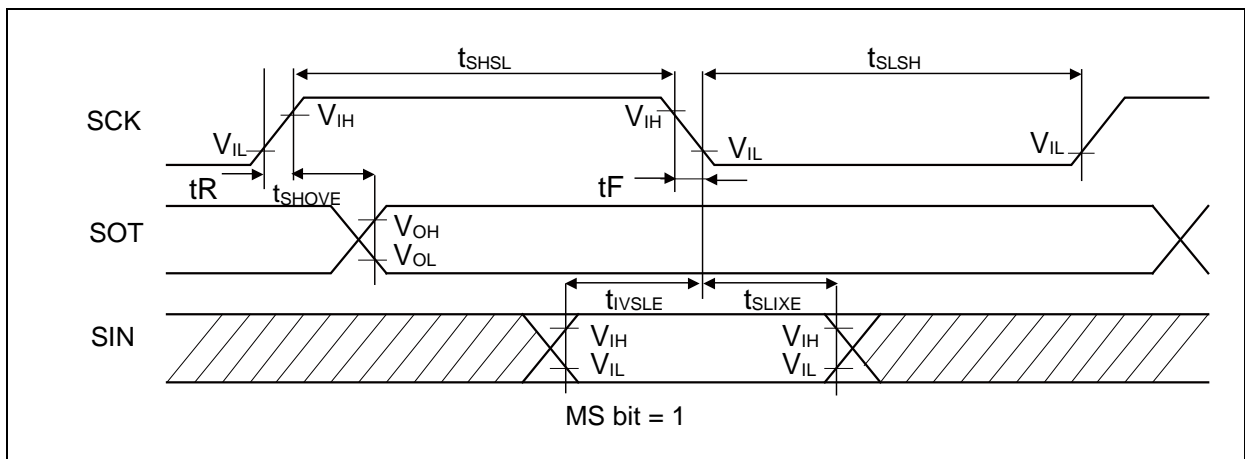 tSHSL
tSLSH
SCK
VIH
VIH
VIL
VIL
VIL
tR
tSHOVE
tF
SOT
VOH
VOL
tIVSLE
tSLIXE
SIN
VIH
VIH
VIL
VIL
MS bit = 1